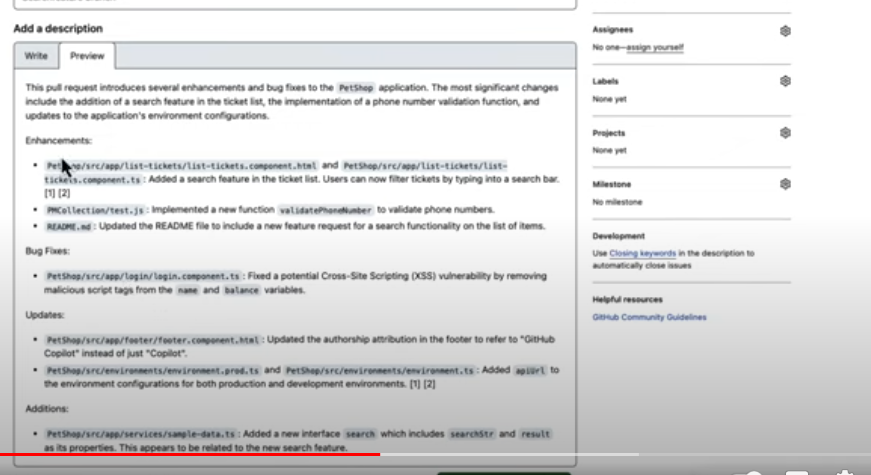 Add a description
Write
Preview
This pull request introduces several enhancements and bug fixes to the PetShop application. The most significant changes
include the addition of a search feature in the ticket list, the implementation of a phone number validation function, and
updates to the application's environment configurations.
Enhancements:
PetShop/src/app/list-tickets/list-tickets.component.html and PetShop/src/app/list-tickets/list-
tickets.component.ts : Added a search feature in the ticket list. Users can now filter tickets by typing into a search bar.
[1] [2]
PMCollection/test.js : Implemented a new function validatePhoneNumber to validate phone numbers.
README.md : Updated the README file to include a new feature request for a search functionality on the list of items.
Bug Fixes:
PetShop/src/app/login/login.component.ts : Fixed a potential Cross-Site Scripting (XSS) vulnerability by removing
malicious script tags from the name and balance variables.
Updates:
PetShop/src/app/footer/footer.component.html : Updated the authorship attribution in the footer to refer to "GitHub
Copilot" instead of just "Copilot".
PetShop/src/environments/environment.prod.ts and PetShop/src/environments/environment.ts : Added apiUrl to
the environment configurations for both production and development environments. [1] [2]
Additions:
PetShop/src/app/services/sample-data.ts : Added a new interface search which includes searchStr and result
as its properties. This appears to be related to the new search feature.
Assignees
No one—assign yourself
Labels
None yet
Projects
None yet
Milestone
No milestone
Development
Use Closing keywords in the description to
automatically close issues
Helpful resources
GitHub Community Guidelines